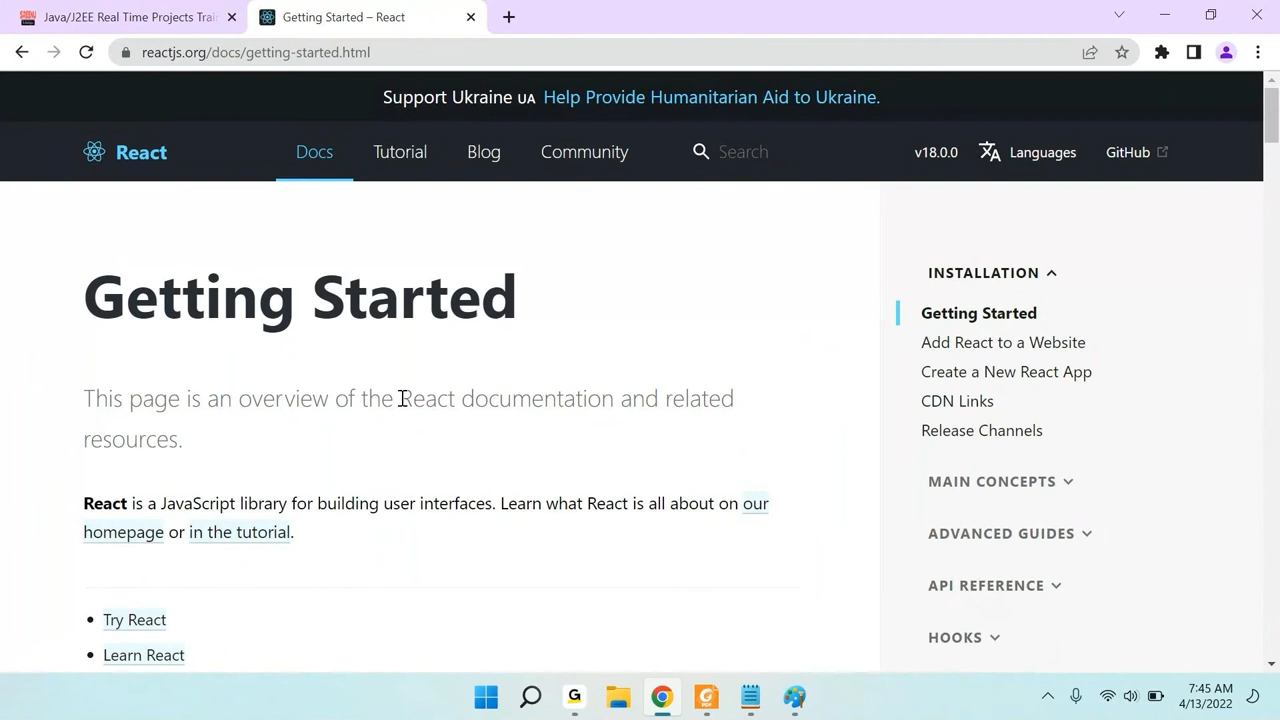 Java/J2EE Real Time Projects Trai
Getting Started – React
reactjs.org/docs/getting-started.html
Support Ukraine UA Help Provide Humanitarian Aid to Ukraine.
React Docs Tutorial Blog Community Search v18.0.0 Languages GitHub
Getting Started
This page is an overview of the React documentation and related
resources.
React is a JavaScript library for building user interfaces. Learn what React is all about on our
homepage or in the tutorial.
Try React
Learn React
INSTALLATION
Getting Started
Add React to a Website
Create a New React App
CDN Links
Release Channels
MAIN CONCEPTS
ADVANCED GUIDES
API REFERENCE
HOOKS
G
PDF
7:45 AM
4/13/2022